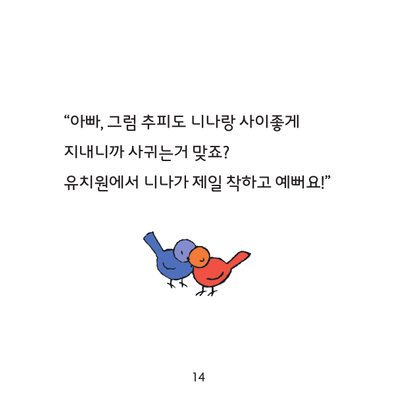 “아빠, 그럼 추피도 니나랑 사이좋게
지내니까 사귀는거 맞죠?
유치원에서 니나가 제일 착하고 예뻐요!”
14